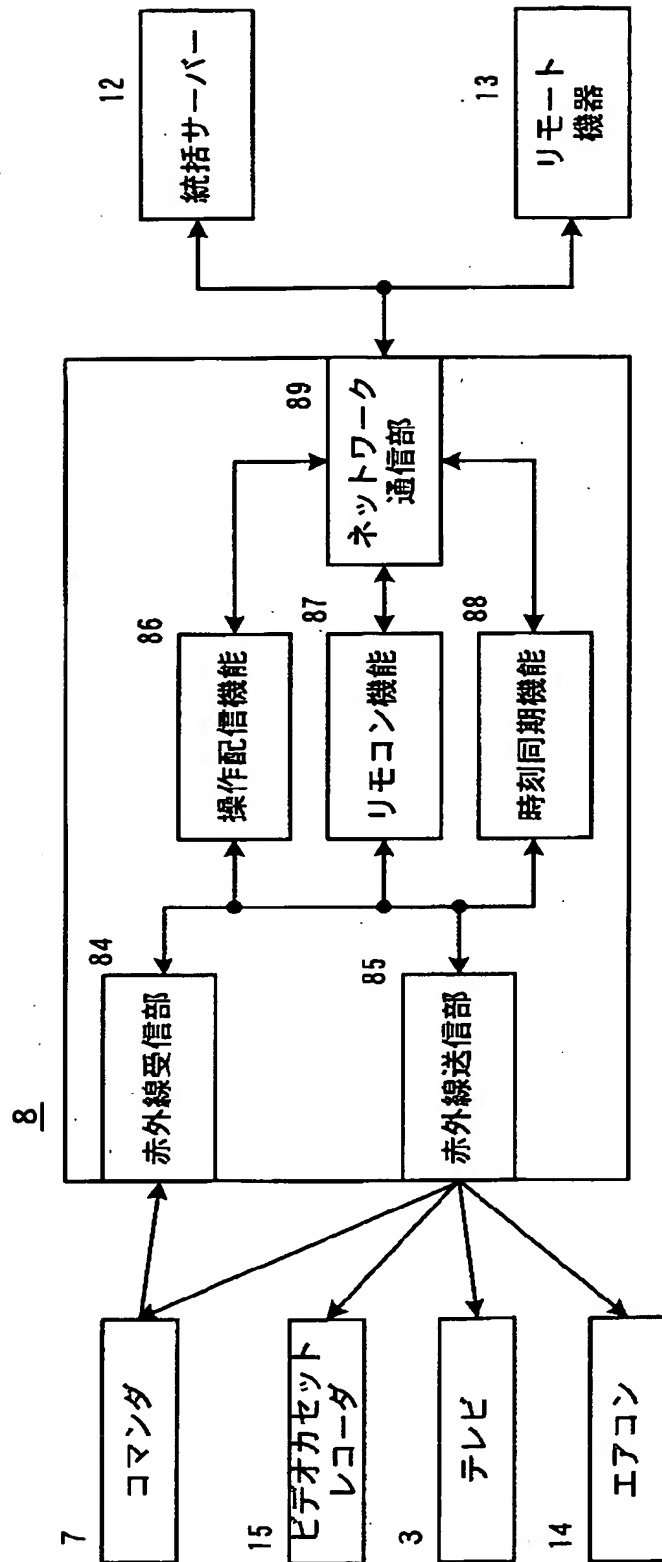 8
7
コマンダ
15
ビデオカセット
レコーダ
3
テレビ
14
エアコン
84
赤外線受信部
85
赤外線送信部
86
操作配信機能
87
リモコン機能
88
時刻同期機能
89
ネットワーク
通信部
12
統括サーバー
13
リモート
機器